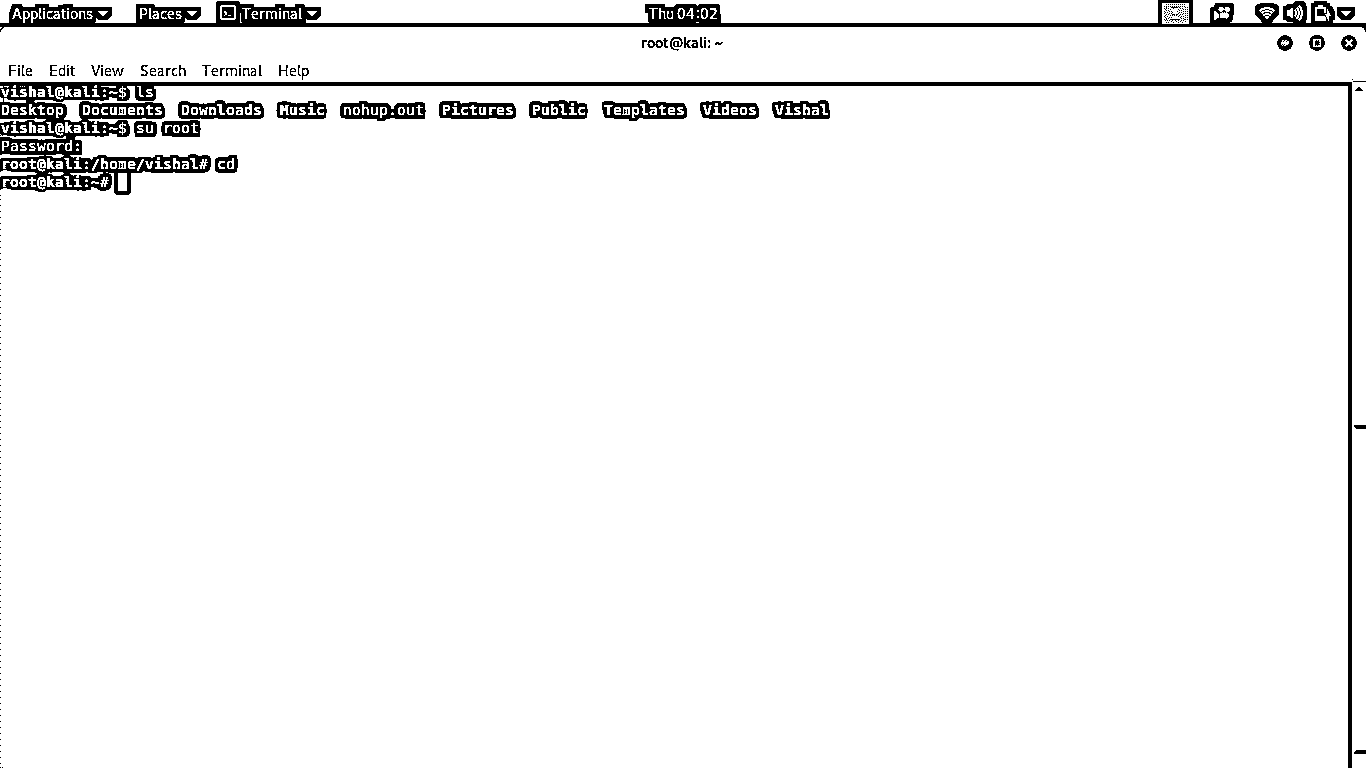 Applications Places Terminal Thu 04:02
root@kali: ~
File Edit View Search Terminal Help
vishal@kali:~$ ls
Desktop Documents Downloads Music nohup.out Pictures Public Templates Videos Vishal
vishal@kali:~$ su root
Password:
root@kali:/home/vishal# cd
root@kali:~#